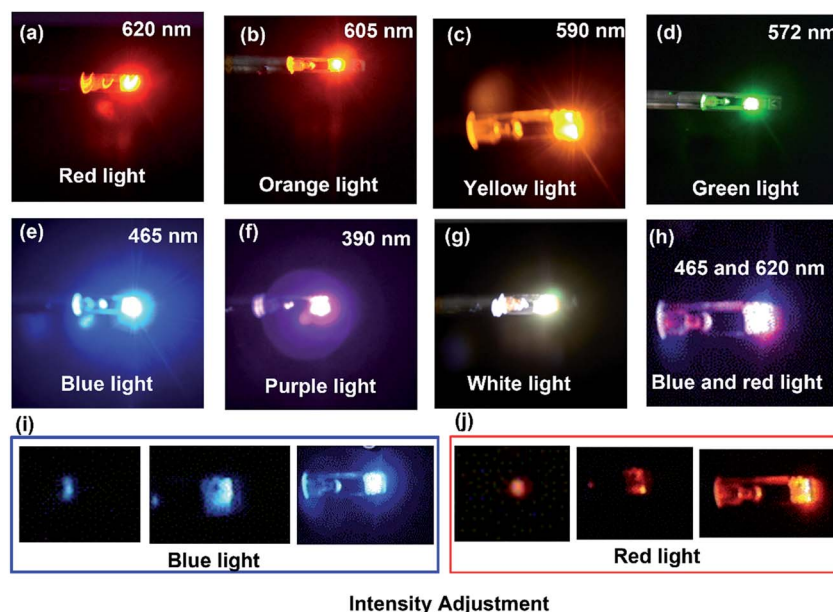 (a)
620 nm
Red light
(b)
605 nm
Orange light
(c)
590 nm
Yellow light
(d)
572 nm
Green light
(e)
465 nm
Blue light
(f)
390 nm
Purple light
(g)
White light
(h)
465 and 620 nm
Blue and red light
(i)
Blue light
(j)
Red light
Intensity Adjustment